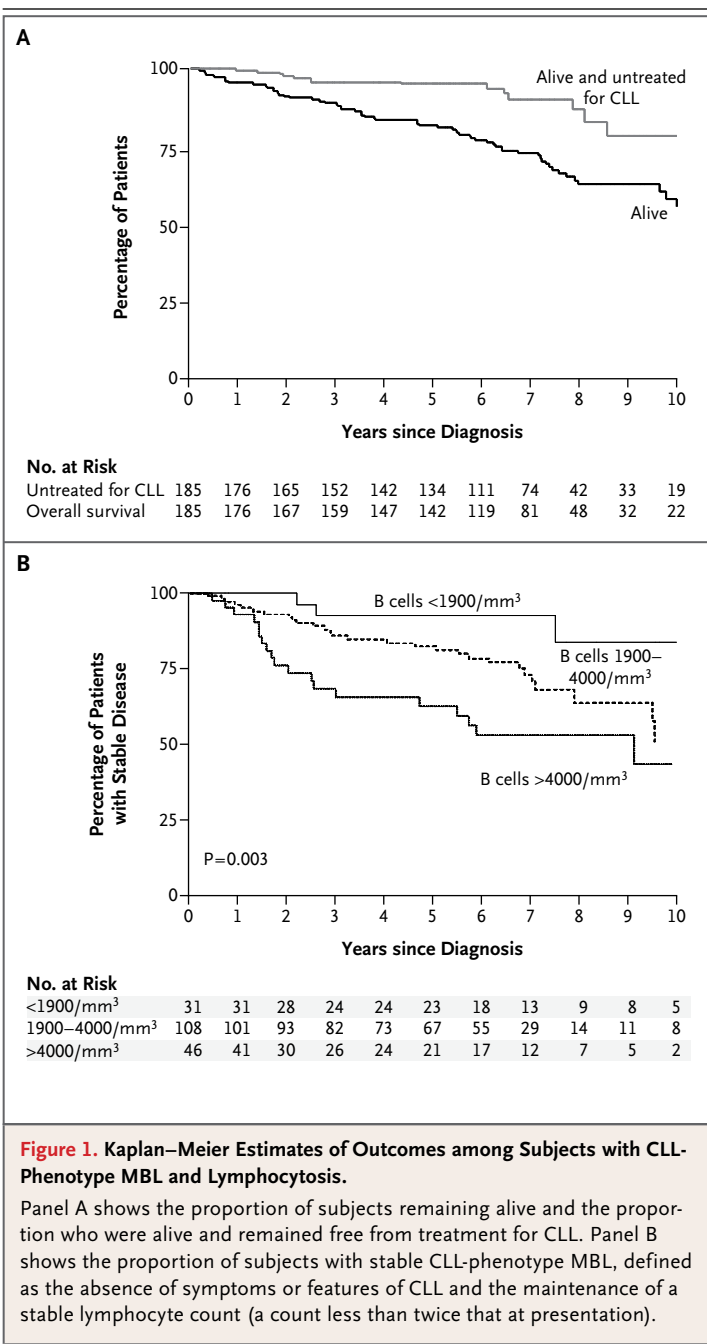 A
100
75
50
25
0
Percentage of Patients
Alive and untreated
for CLL
Alive
0 1 2 3 4 5 6 7 8 9 10
Years since Diagnosis
No. at Risk
Untreated for CLL 185 176 165 152 142 134 111 74 42 33 19
Overall survival 185 176 167 159 147 142 119 81 48 32 22
B
100
75
50
25
0
Percentage of Patients
with Stable Disease
B cells <1900/mm³
B cells 1900–
4000/mm³
B cells >4000/mm³
P=0.003
0 1 2 3 4 5 6 7 8 9 10
Years since Diagnosis
No. at Risk
<1900/mm³ 31 31 28 24 24 23 18 13 9 8 5
1900–4000/mm³ 108 101 93 82 73 67 55 29 14 11 8
>4000/mm³ 46 41 30 26 24 21 17 12 7 5 2
Figure 1. Kaplan–Meier Estimates of Outcomes among Subjects with CLL-
Phenotype MBL and Lymphocytosis.
Panel A shows the proportion of subjects remaining alive and the propor-
tion who were alive and remained free from treatment for CLL. Panel B
shows the proportion of subjects with stable CLL-phenotype MBL, defined
as the absence of symptoms or features of CLL and the maintenance of a
stable lymphocyte count (a count less than twice that at presentation).